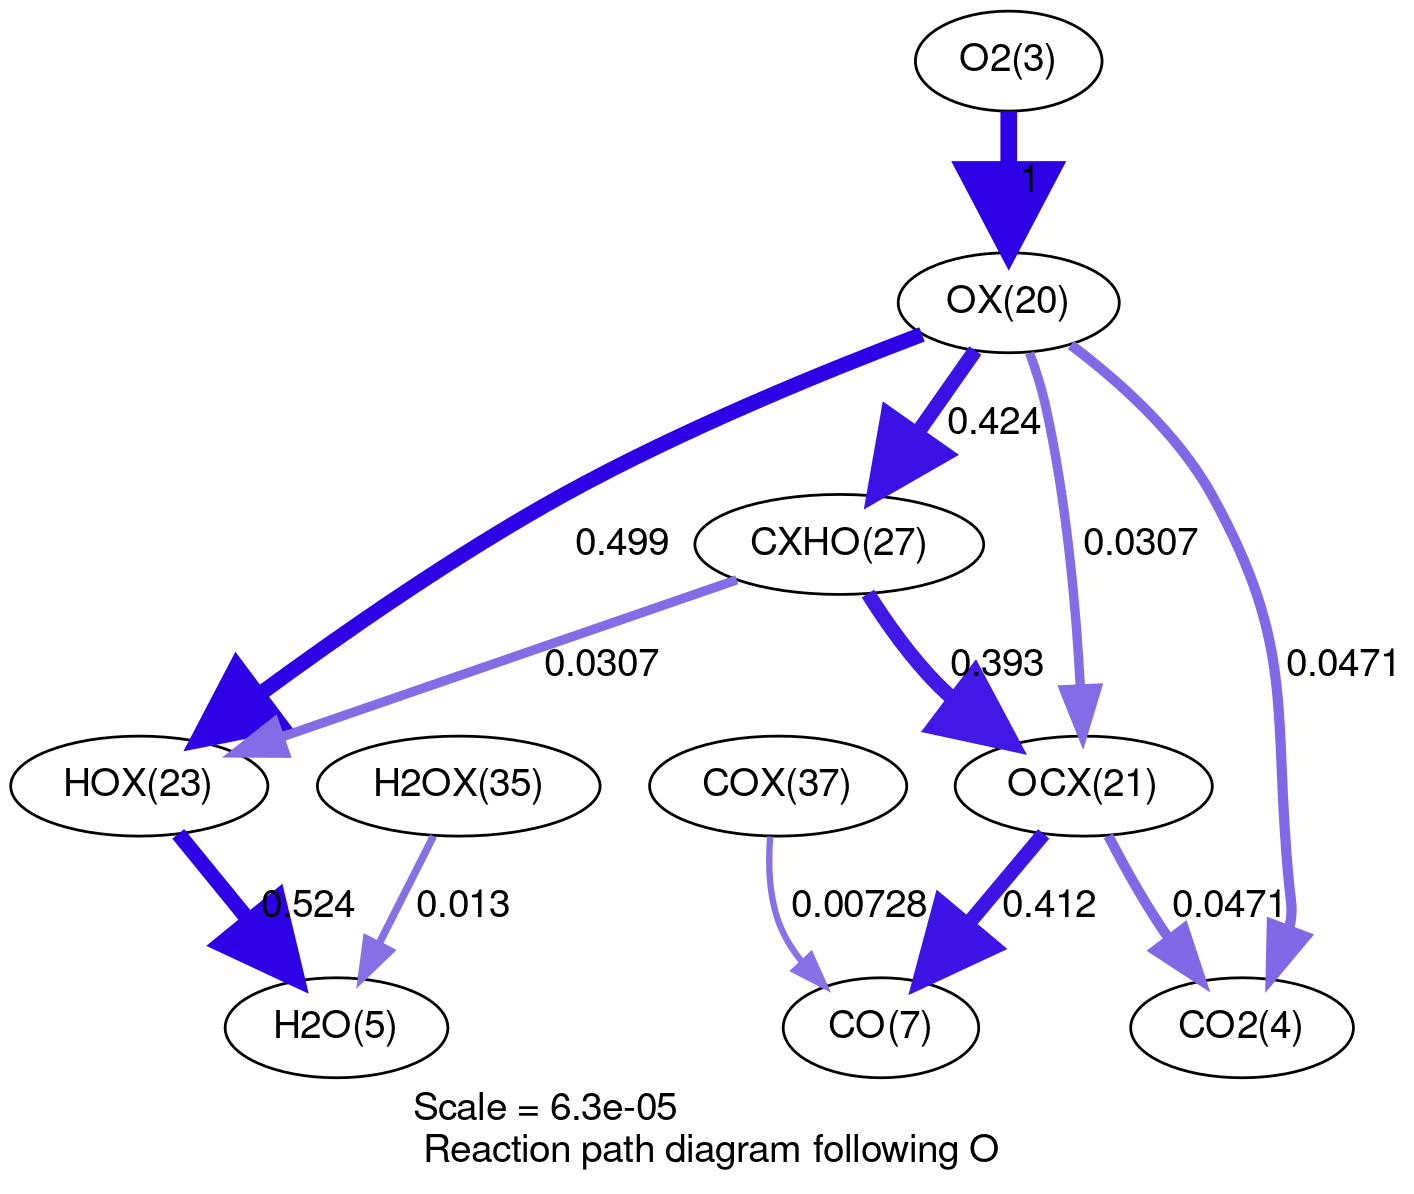 O2(3)
1
OX(20)
0.424
0.499
CXHO(27)
0.0307
0.0307
0.393
0.0471
HOX(23)
H2OX(35)
COX(37)
OCX(21)
0.524
0.013
0.00728
0.412
0.0471
H2O(5)
CO(7)
CO2(4)
Scale = 6.3e-05
Reaction path diagram following O